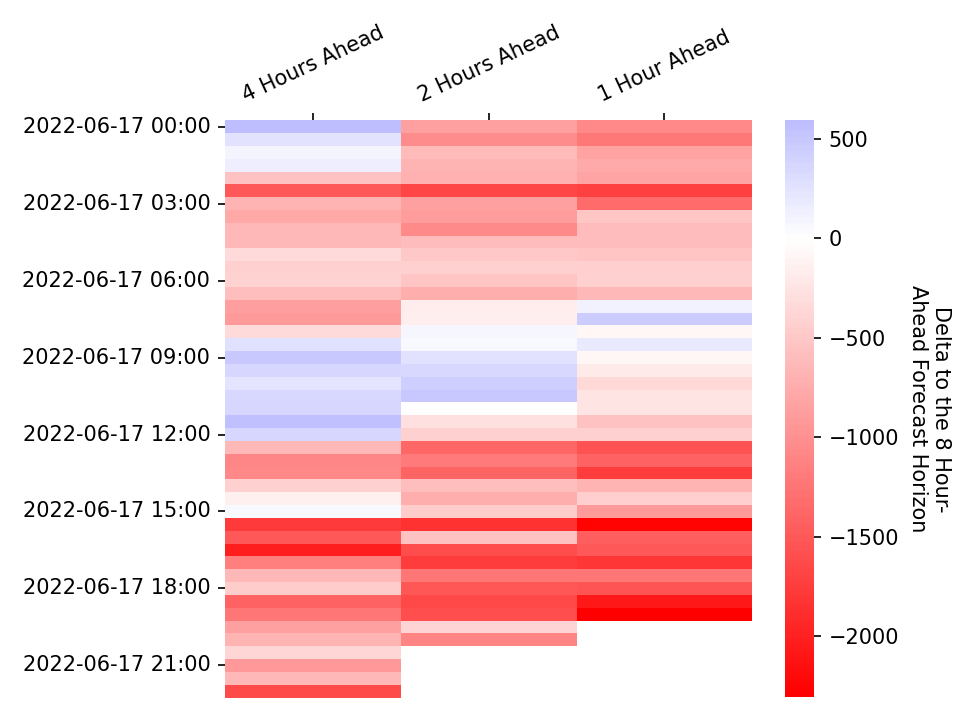 4 Hours Ahead
2 Hours Ahead
1 Hour Ahead
2022-06-17 00:00
2022-06-17 03:00
2022-06-17 06:00
2022-06-17 09:00
2022-06-17 12:00
2022-06-17 15:00
2022-06-17 18:00
2022-06-17 21:00
500
0
−500
−1000
−1500
−2000
Delta to the 8 Hour-
Ahead Forecast Horizon